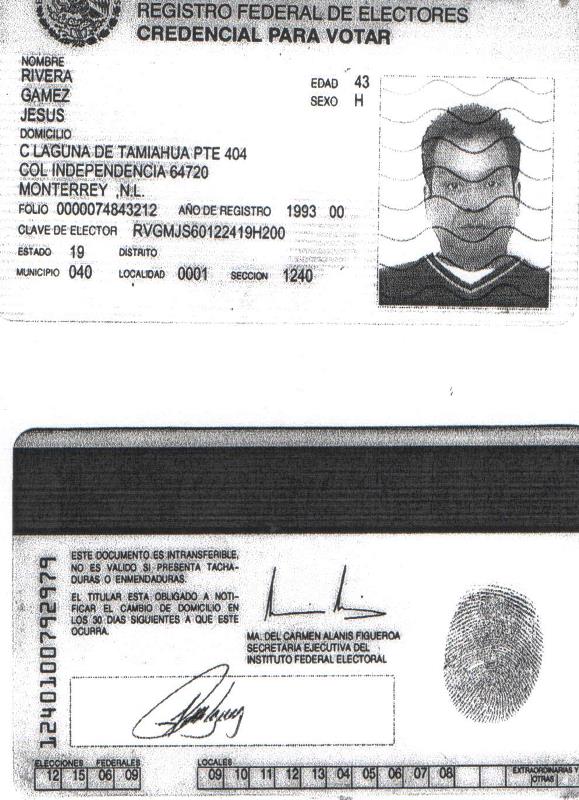 REGISTRO FEDERAL DE ELECTORES
CREDENCIAL PARA VOTAR
NOMBRE
RIVERA
GAMEZ
JESUS
EDAD 43
SEXO H
DOMICILIO
C LAGUNA DE TAMIAHUA PTE 404
COL INDEPENDENCIA 64720
MONTERREY ,N.L.
FOLIO 0000074843212 AÑO DE REGISTRO 1993 00
CLAVE DE ELECTOR RVGMJS60122419H200
ESTADO 19 DISTRITO
MUNICIPIO 040 LOCALIDAD 0001 SECCION 1240
1240100792979
ESTE DOCUMENTO ES INTRANSFERIBLE,
NO ES VALIDO SI PRESENTA TACHA-
DURAS O ENMENDADURAS.
EL TITULAR ESTA OBLIGADO A NOTI-
FICAR EL CAMBIO DE DOMICILIO EN
LOS 30 DIAS SIGUIENTES A QUE ESTE
OCURRA.
MA. DEL CARMEN ALANIS FIGUEROA
SECRETARIA EJECUTIVA DEL
INSTITUTO FEDERAL ELECTORAL
ELECCIONES FEDERALES
12 15 06 09
LOCALES
09 10 11 12 13 04 05 06 07 08
EXTRAORDINARIAS Y
OTRAS